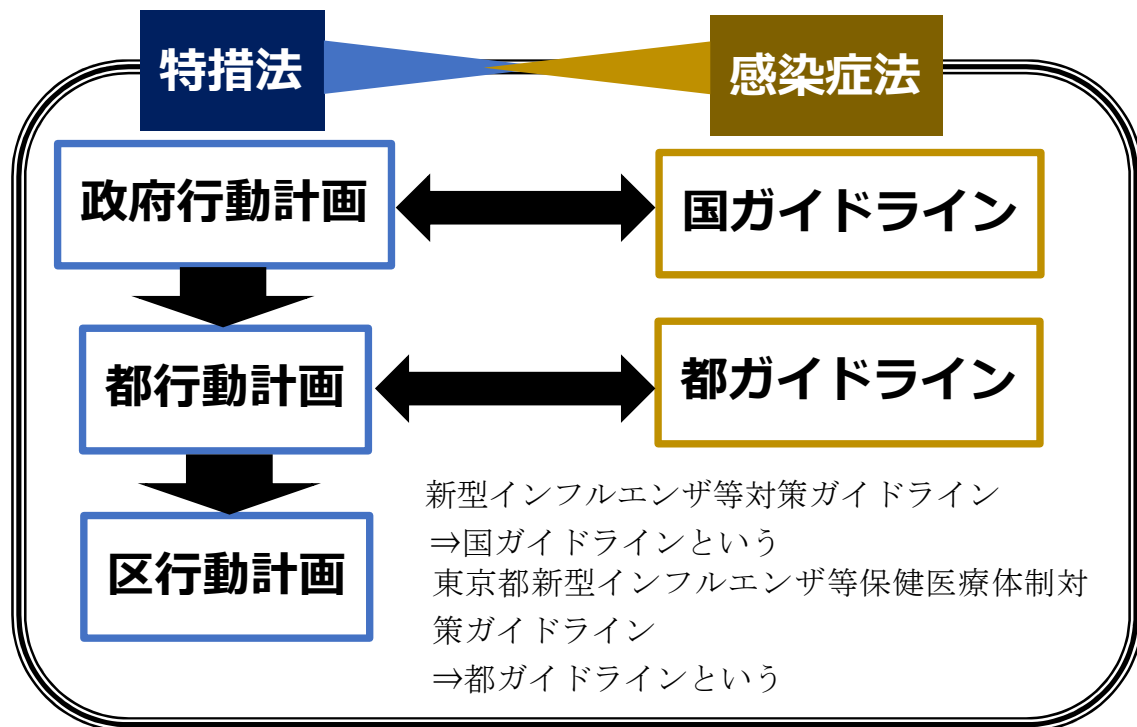 特措法
感染症法
政府行動計画
国ガイドライン
都行動計画
都ガイドライン
区行動計画
新型インフルエンザ等対策ガイドライン
⇒国ガイドラインという
東京都新型インフルエンザ等保健医療体制対
策ガイドライン
⇒都ガイドラインという